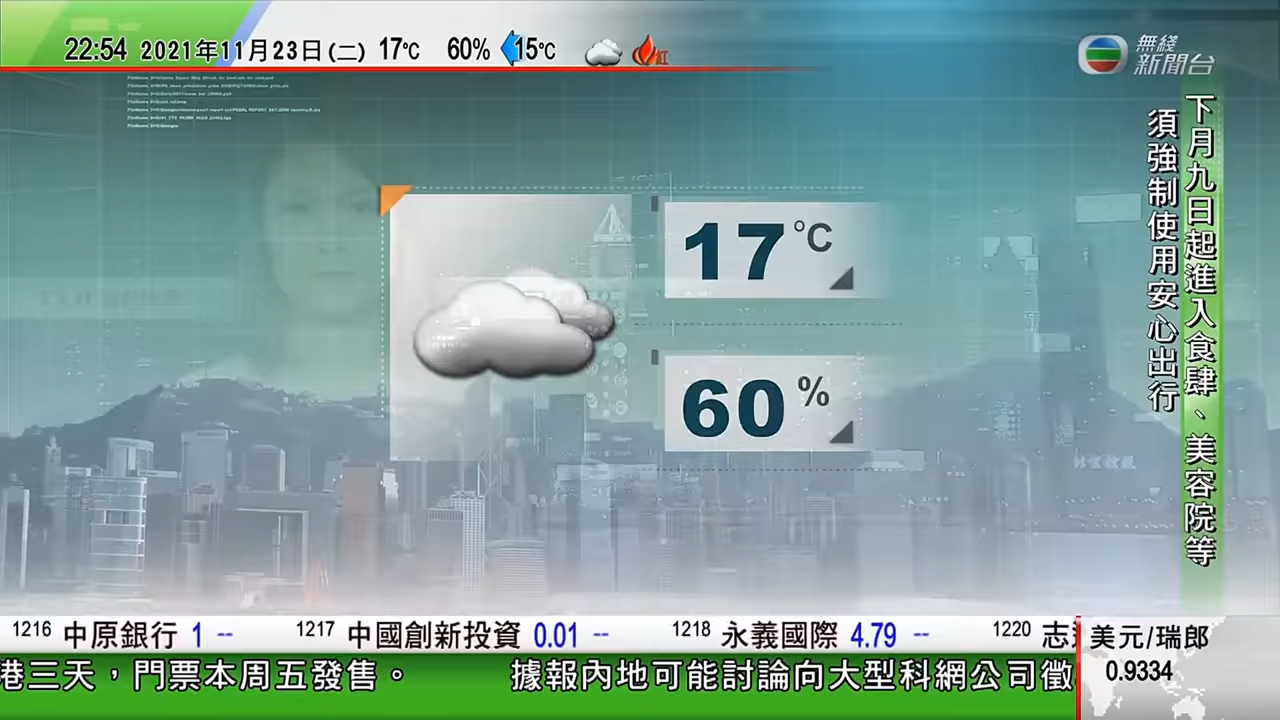 22:54 2021年11月23日(二) 17℃ 60% 15℃ 紅
無綫
新聞台
下月九日起進入食肆、美容院等
須強制使用安心出行
17℃
60%
1216 中原銀行 1 -- 1217 中國創新投資 0.01 -- 1218 永義國際 4.79 -- 1220
美元/瑞郎
0.9334
港三天，門票本周五發售。 據報內地可能討論向大型科網公司徵